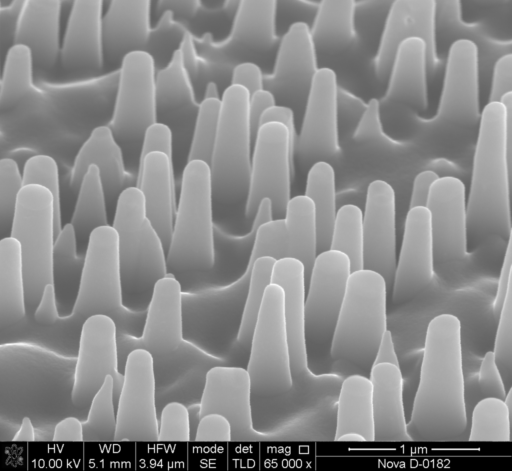 HV WD HFW mode det mag □ 1 µm
10.00 kV 5.1 mm 3.94 µm SE TLD 65 000 x Nova D-0182